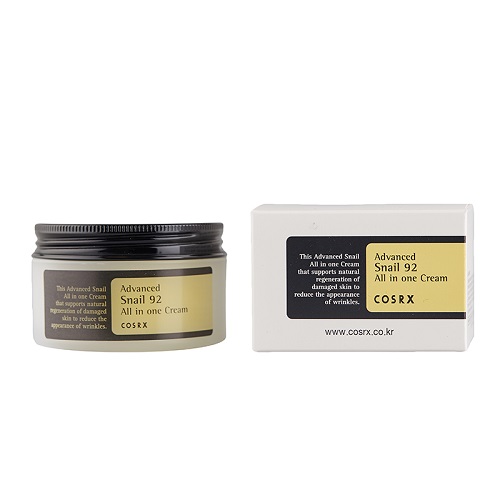 This Advanced Snail
All in one Cream
that supports natural
regeneration of damaged
skin to reduce the
appearance of wrinkles.
Advanced
Snail 92
All in one Cream
COSRX
This Advanced Snail
All in one Cream
that supports natural
regeneration of
damaged skin to
reduce the appearance
of wrinkles.
Advanced
Snail 92
All in one Cream
COSRX
www.cosrx.co.kr